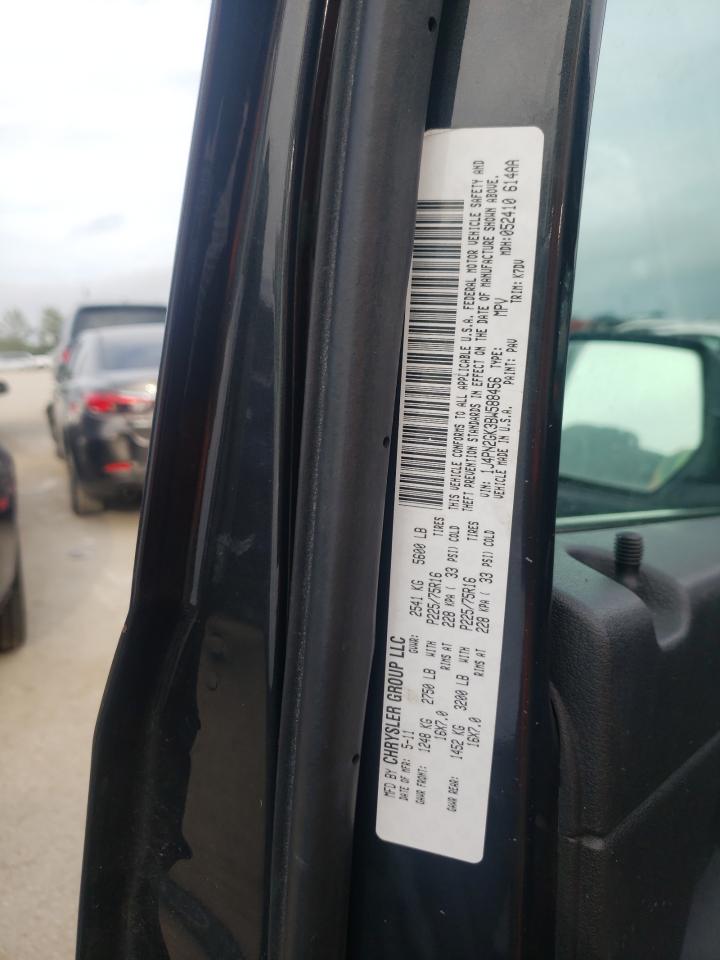 MFD BY CHRYSLER GROUP LLC
DATE OF MFR: 5-11 GVWR: 2541 KG 5600 LB
GAWR FRONT: 1248 KG 2750 LB WITH P225/75R16 TIRES
16X7.0 RIMS AT 228 KPA ( 33 PSI) COLD
GAWR REAR: 1452 KG 3200 LB WITH P225/75R16 TIRES
16X7.0 RIMS AT 228 KPA ( 33 PSI) COLD
THIS VEHICLE CONFORMS TO ALL APPLICABLE U.S.A. FEDERAL MOTOR VEHICLE SAFETY AND
THEFT PREVENTION STANDARDS IN EFFECT ON THE DATE OF MANUFACTURE SHOWN ABOVE.
VIN: 1J4PN2GK3BW588456 TYPE: MPV MDH:052410 614AA
VEHICLE MADE IN U.S.A. PAINT: PAV TRIM: K7DV